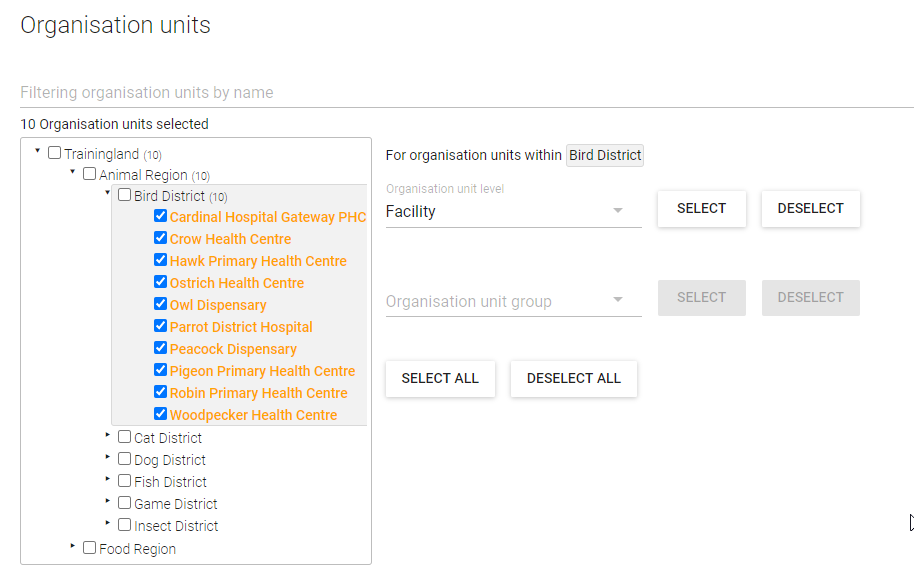 Organisation units
Filtering organisation units by name
10 Organisation units selected
Trainingland (10)
Animal Region (10)
Bird District (10)
Cardinal Hospital Gateway PHC
Crow Health Centre
Hawk Primary Health Centre
Ostrich Health Centre
Owl Dispensary
Parrot District Hospital
Peacock Dispensary
Pigeon Primary Health Centre
Robin Primary Health Centre
Woodpecker Health Centre
Cat District
Dog District
Fish District
Game District
Insect District
Food Region
For organisation units within Bird District
Organisation unit level
Facility SELECT DESELECT
Organisation unit group SELECT DESELECT
SELECT ALL DESELECT ALL